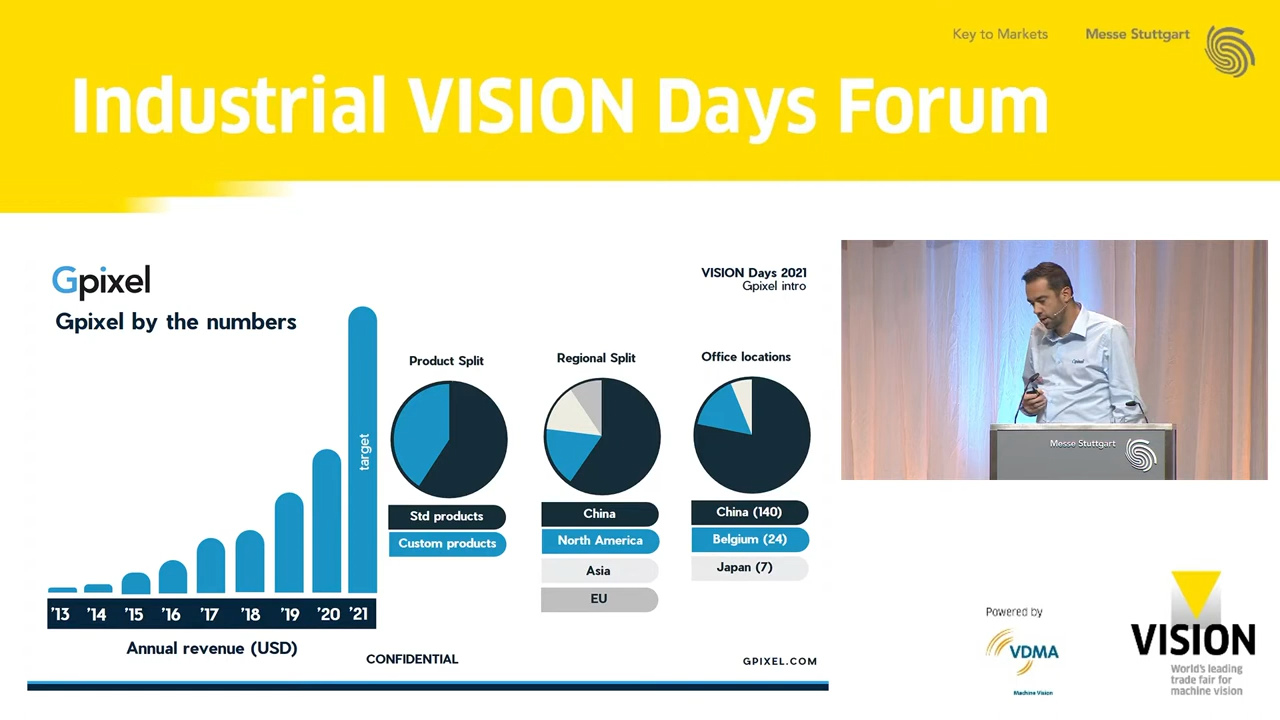 Key to Markets
Messe Stuttgart
Industrial VISION Days Forum
Gpixel
VISION Days 2021
Gpixel intro
Gpixel by the numbers
target
'13 '14 '15 '16 '17 '18 '19 '20 '21
Annual revenue (USD)
Product Split
Std products
Custom products
Regional Split
China
North America
Asia
EU
Office locations
China (140)
Belgium (24)
Japan (7)
CONFIDENTIAL
GPIXEL.COM
Gpixel
Messe Stuttgart
Powered by
VDMA
Machine Vision
VISION
World's leading
trade fair for
machine vision